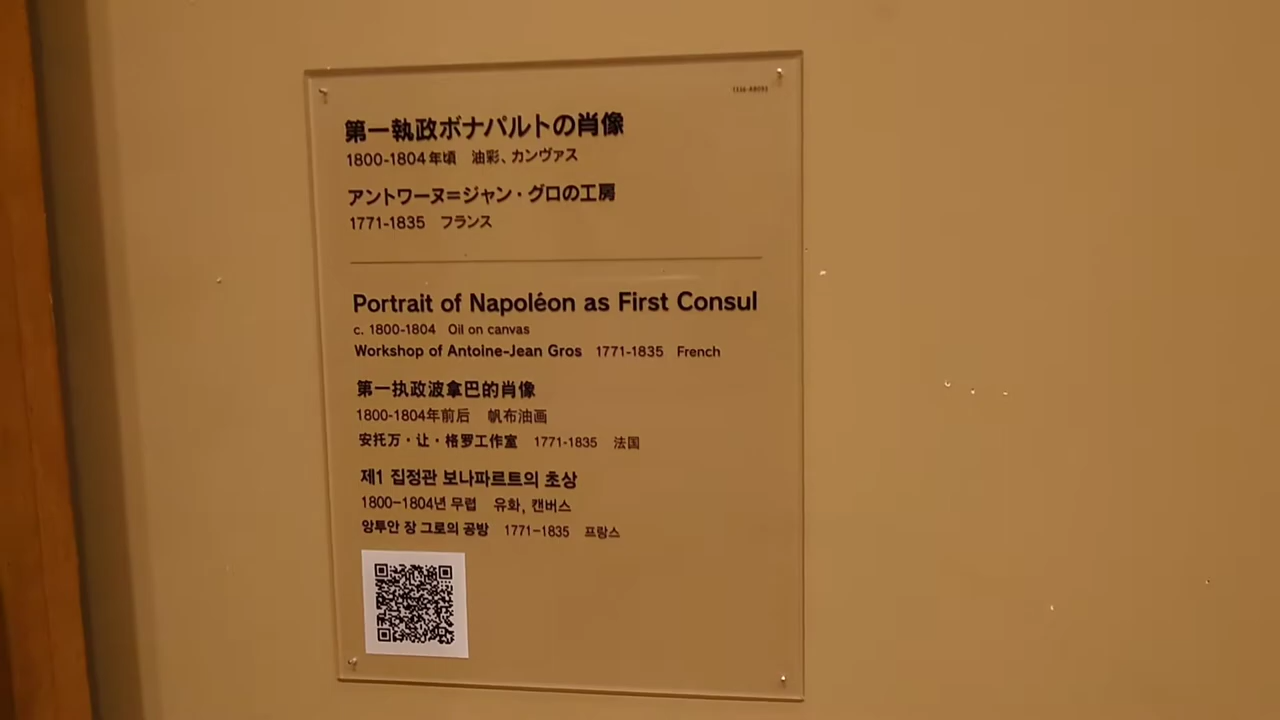 第一執政ボナパルトの肖像
1800-1804年頃 油彩、カンヴァス
アントワーヌ=ジャン・グロの工房
1771-1835 フランス
Portrait of Napoléon as First Consul
c. 1800-1804 Oil on canvas
Workshop of Antoine-Jean Gros 1771-1835 French
第一执政波拿巴的肖像
1800-1804年前后 帆布油画
安托万・让・格罗工作室 1771-1835 法国
제1 집정관 보나파르트의 초상
1800-1804년 무렵 유화, 캔버스
앙투안 장 그로의 공방 1771-1835 프랑스